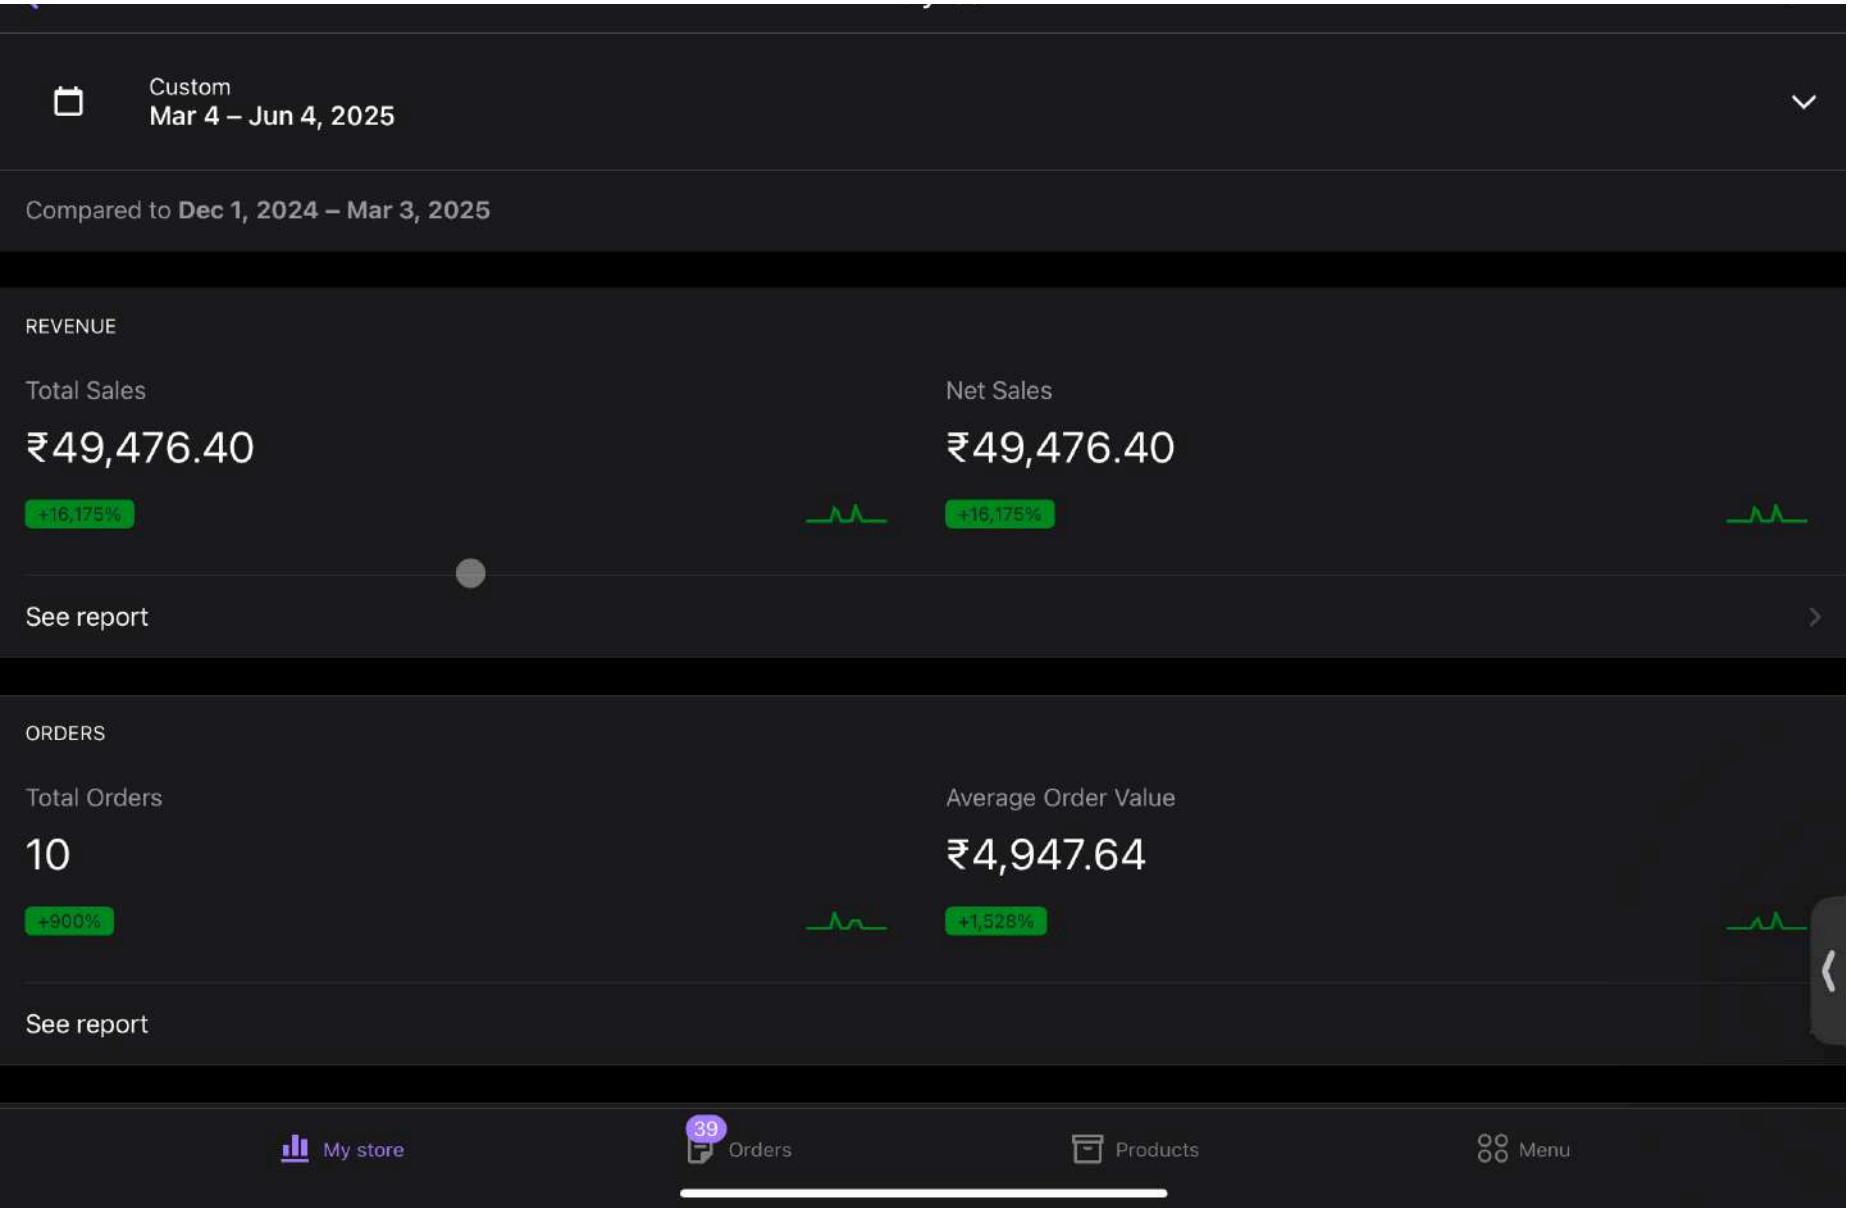 Custom
Mar 4 – Jun 4, 2025
Compared to Dec 1, 2024 – Mar 3, 2025
REVENUE
Total Sales
Net Sales
₹49,476.40
₹49,476.40
+16,175%
+16,175%
See report
ORDERS
Total Orders
Average Order Value
10
₹4,947.64
+900%
+1,528%
See report
My store
39
Orders
Products
Menu